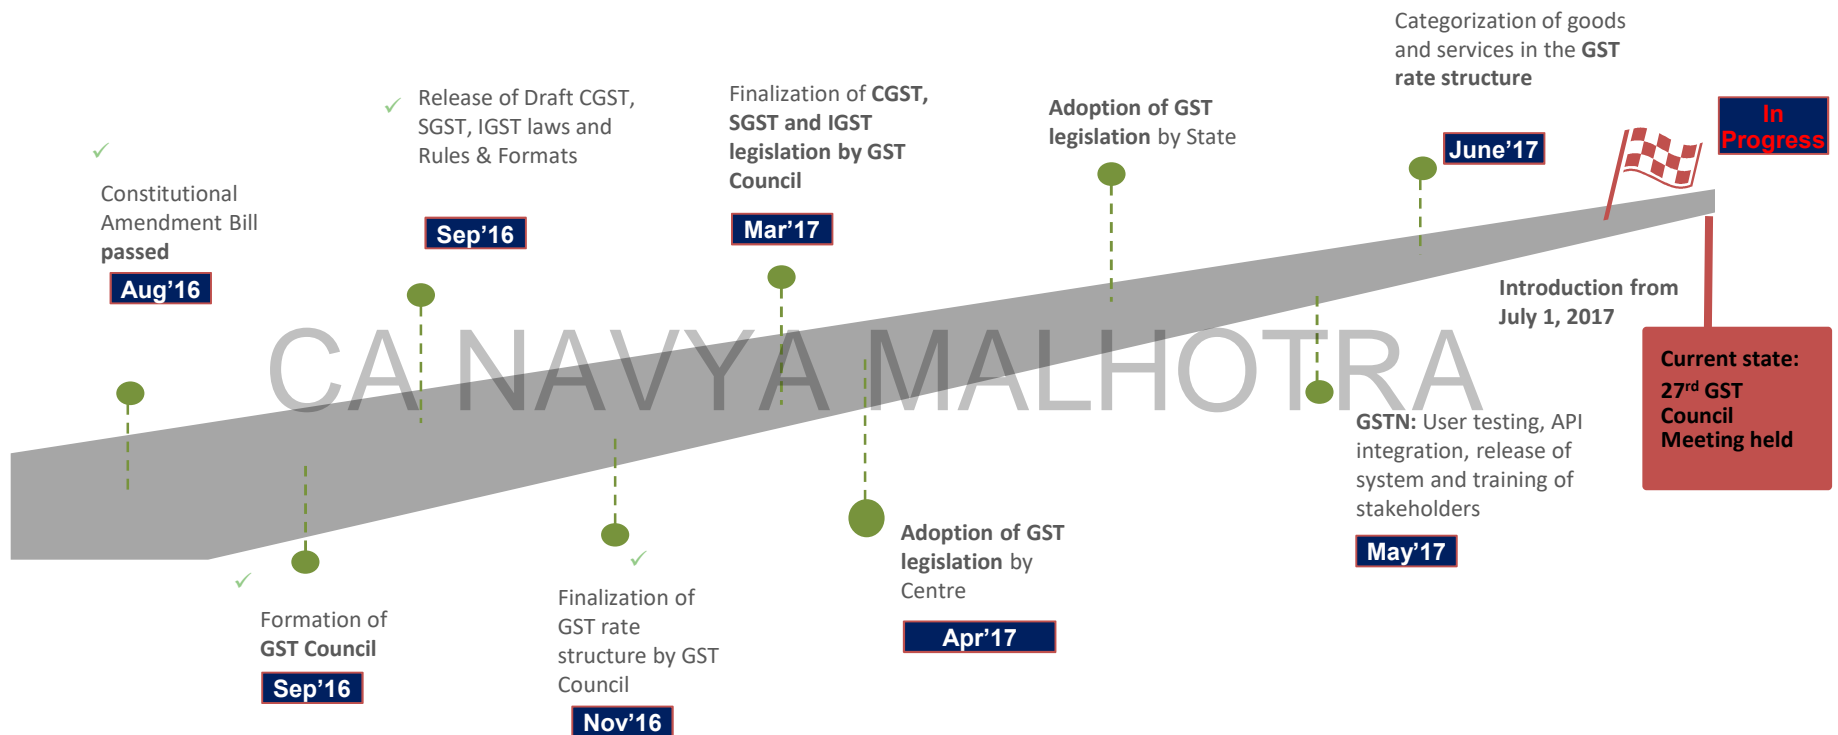 Constitutional
Amendment Bill
passed
Aug’16
Formation of
GST Council
Sep’16
Release of Draft CGST,
SGST, IGST laws and
Rules & Formats
Sep’16
Finalization of
GST rate
structure by GST
Council
Nov’16
Finalization of CGST,
SGST and IGST
legislation by GST
Council
Mar’17
Adoption of GST
legislation by
Centre
Apr’17
Adoption of GST
legislation by State
GSTN: User testing, API
integration, release of
system and training of
stakeholders
May’17
Categorization of goods
and services in the GST
rate structure
June’17
Introduction from
July 1, 2017
In
Progress
Current state:
27rd GST
Council
Meeting held
CA NAVYA MALHOTRA